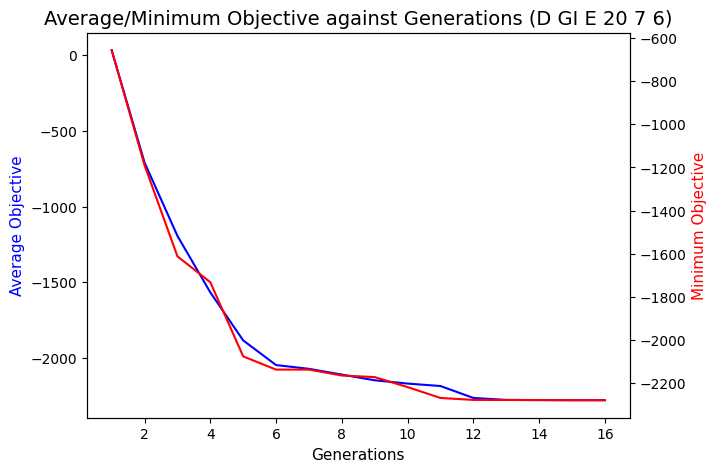 Average/Minimum Objective against Generations (D GI E 20 7 6)
0
−500
−1000
−1500
−2000
Average Objective
−600
−800
−1000
−1200
−1400
−1600
−1800
−2000
−2200
Minimum Objective
2 4 6 8 10 12 14 16
Generations